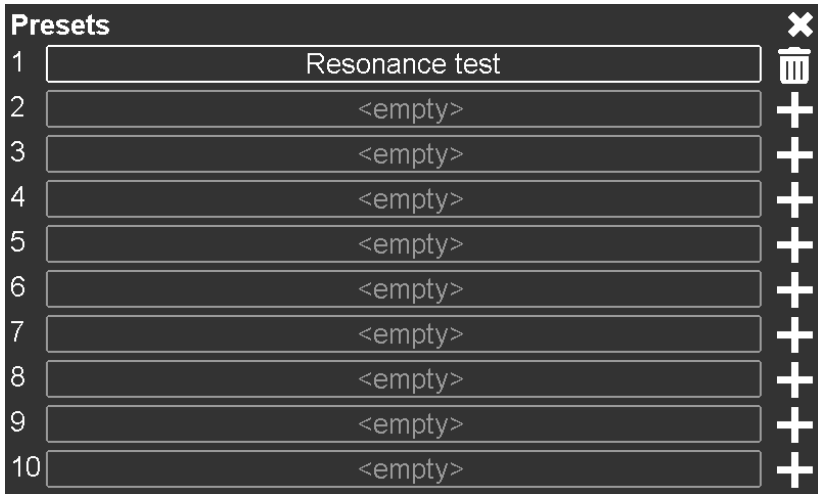 Presets
1 Resonance test
2 <empty>
3 <empty>
4 <empty>
5 <empty>
6 <empty>
7 <empty>
8 <empty>
9 <empty>
10 <empty>